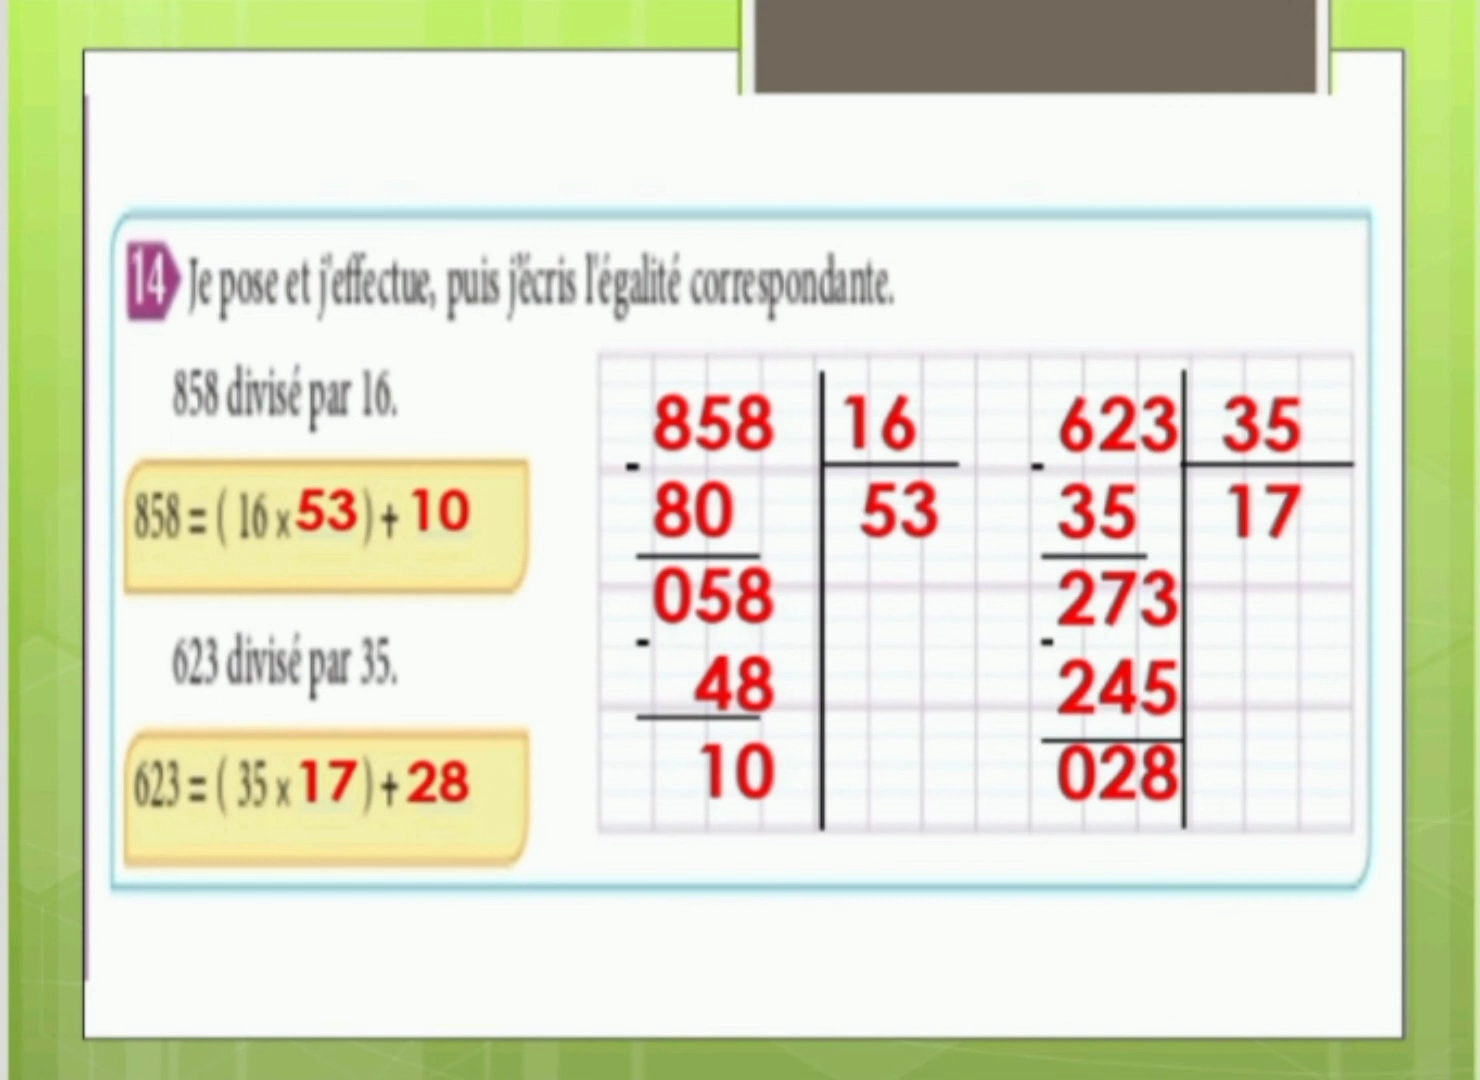 14 Je pose et j'effectue, puis j'écris l'égalité correspondante.
858 divisé par 16.
858 = ( 16 × 53 ) + 10
623 divisé par 35.
623 = ( 35 × 17 ) + 28
858 16
-
80 53
058
-
48
10
623 35
-
35 17
273
-
245
028